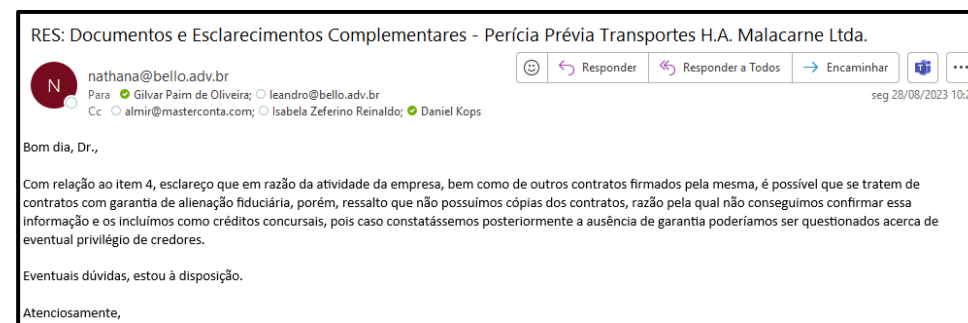 RES: Documentos e Esclarecimentos Complementares - Perícia Prévia Transportes H.A. Malacarne Ltda.
N
nathana@bello.adv.br
Responder
Responder a Todos
Encaminhar
Para Gilvar Paim de Oliveira; leandro@bello.adv.br
Cc almir@masterconta.com; Isabela Zeferino Reinaldo; Daniel Kops
seg 28/08/2023 10:2
Bom dia, Dr.,
Com relação ao item 4, esclareço que em razão da atividade da empresa, bem como de outros contratos firmados pela mesma, é possível que se tratem de
contratos com garantia de alienação fiduciária, porém, ressalto que não possuímos cópias dos contratos, razão pela qual não conseguimos confirmar essa
informação e os incluímos como créditos concursais, pois caso constatássemos posteriormente a ausência de garantia poderíamos ser questionados acerca de
eventual privilégio de credores.
Eventuais dúvidas, estou à disposição.
Atenciosamente,